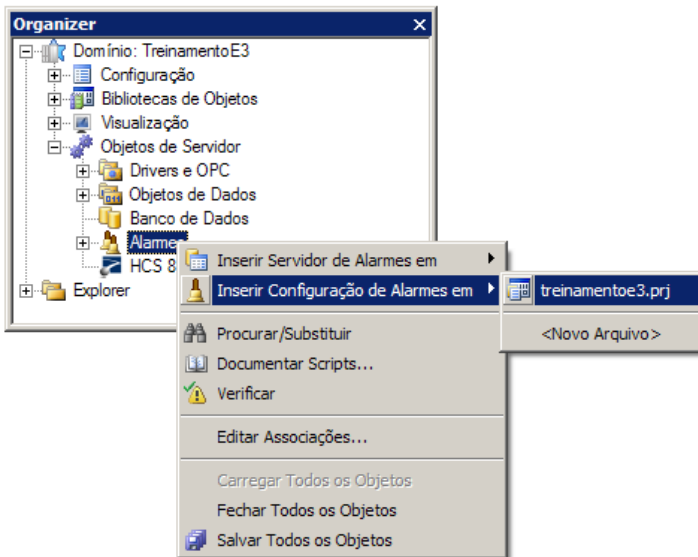 Organizer
Domínio: TreinamentoE3
Configuração
Bibliotecas de Objetos
Visualização
Objetos de Servidor
Drivers e OPC
Objetos de Dados
Banco de Dados
Alarmes
HCS 8
Explorer
Inserir Servidor de Alarmes em
Inserir Configuração de Alarmes em
Procurar/Substituir
Documentar Scripts...
Verificar
Editar Associações...
Carregar Todos os Objetos
Fechar Todos os Objetos
Salvar Todos os Objetos
treinamentoe3.prj
<Novo Arquivo>